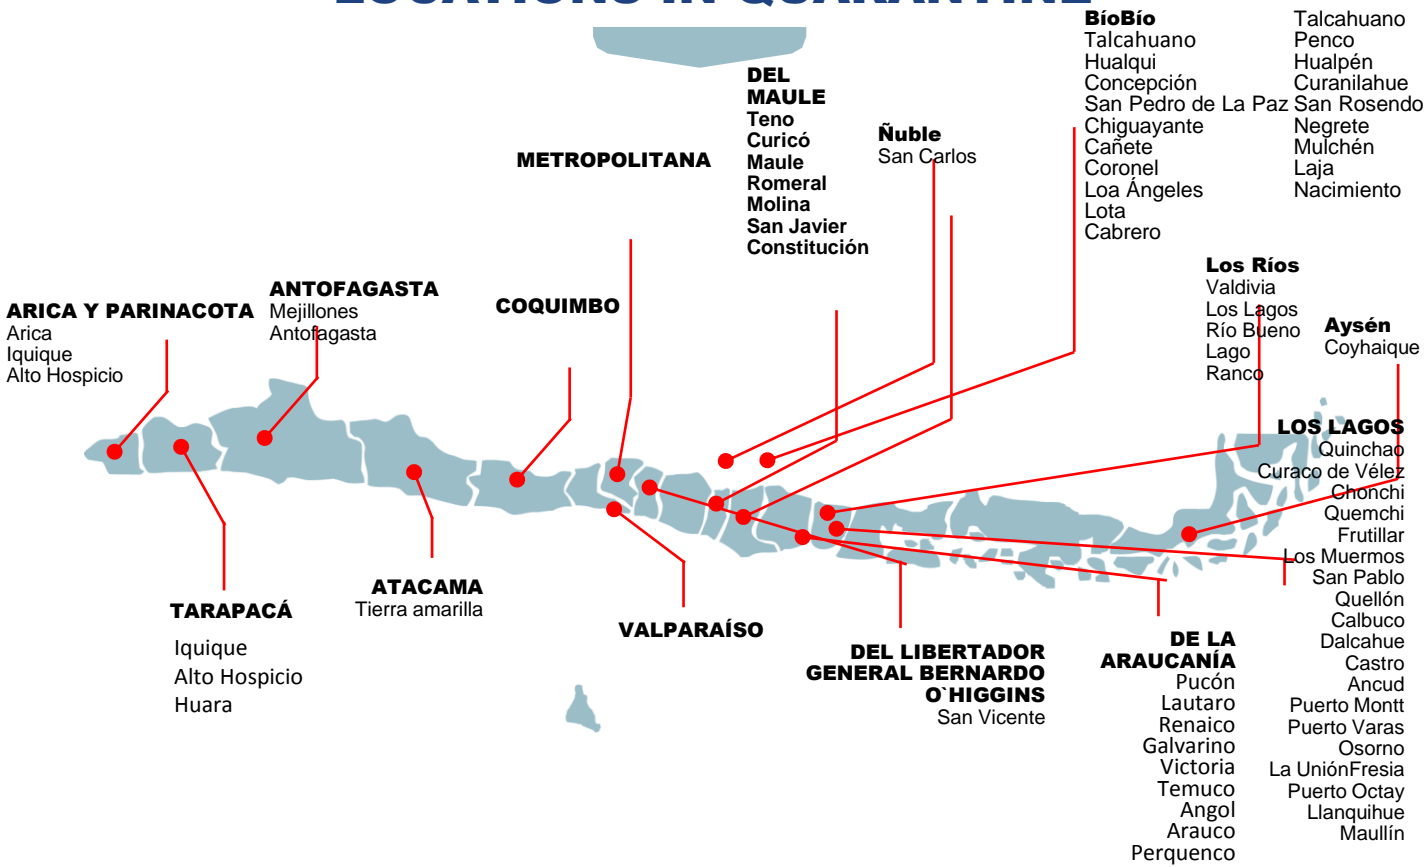 LOCATIONS IN QUARANTINE
BíoBío
Talcahuano
Hualqui
Concepción
San Pedro de La Paz
Chiguayante
Cañete
Coronel
Loa Ángeles
Lota
Cabrero
Talcahuano
Penco
Hualpén
Curanilahue
San Rosendo
Negrete
Mulchén
Laja
Nacimiento
DEL
MAULE
Teno
Curicó
Maule
Romeral
Molina
San Javier
Constitución
Ñuble
San Carlos
METROPOLITANA
COQUIMBO
ANTOFAGASTA
Mejillones
Antofagasta
ARICA Y PARINACOTA
Arica
Iquique
Alto Hospicio
Los Ríos
Valdivia
Los Lagos
Río Bueno
Lago
Ranco
Aysén
Coyhaique
LOS LAGOS
Quinchao
Curaco de Vélez
Chonchi
Quemchi
Frutillar
Los Muermos
San Pablo
Quellón
Calbuco
Dalcahue
Castro
Ancud
Puerto Montt
Puerto Varas
Osorno
La UniónFresia
Puerto Octay
Llanquihue
Maullín
TARAPACÁ
Iquique
Alto Hospicio
Huara
ATACAMA
Tierra amarilla
VALPARAÍSO
DEL LIBERTADOR
GENERAL BERNARDO
O`HIGGINS
San Vicente
DE LA
ARAUCANÍA
Pucón
Lautaro
Renaico
Galvarino
Victoria
Temuco
Angol
Arauco
Perquenco